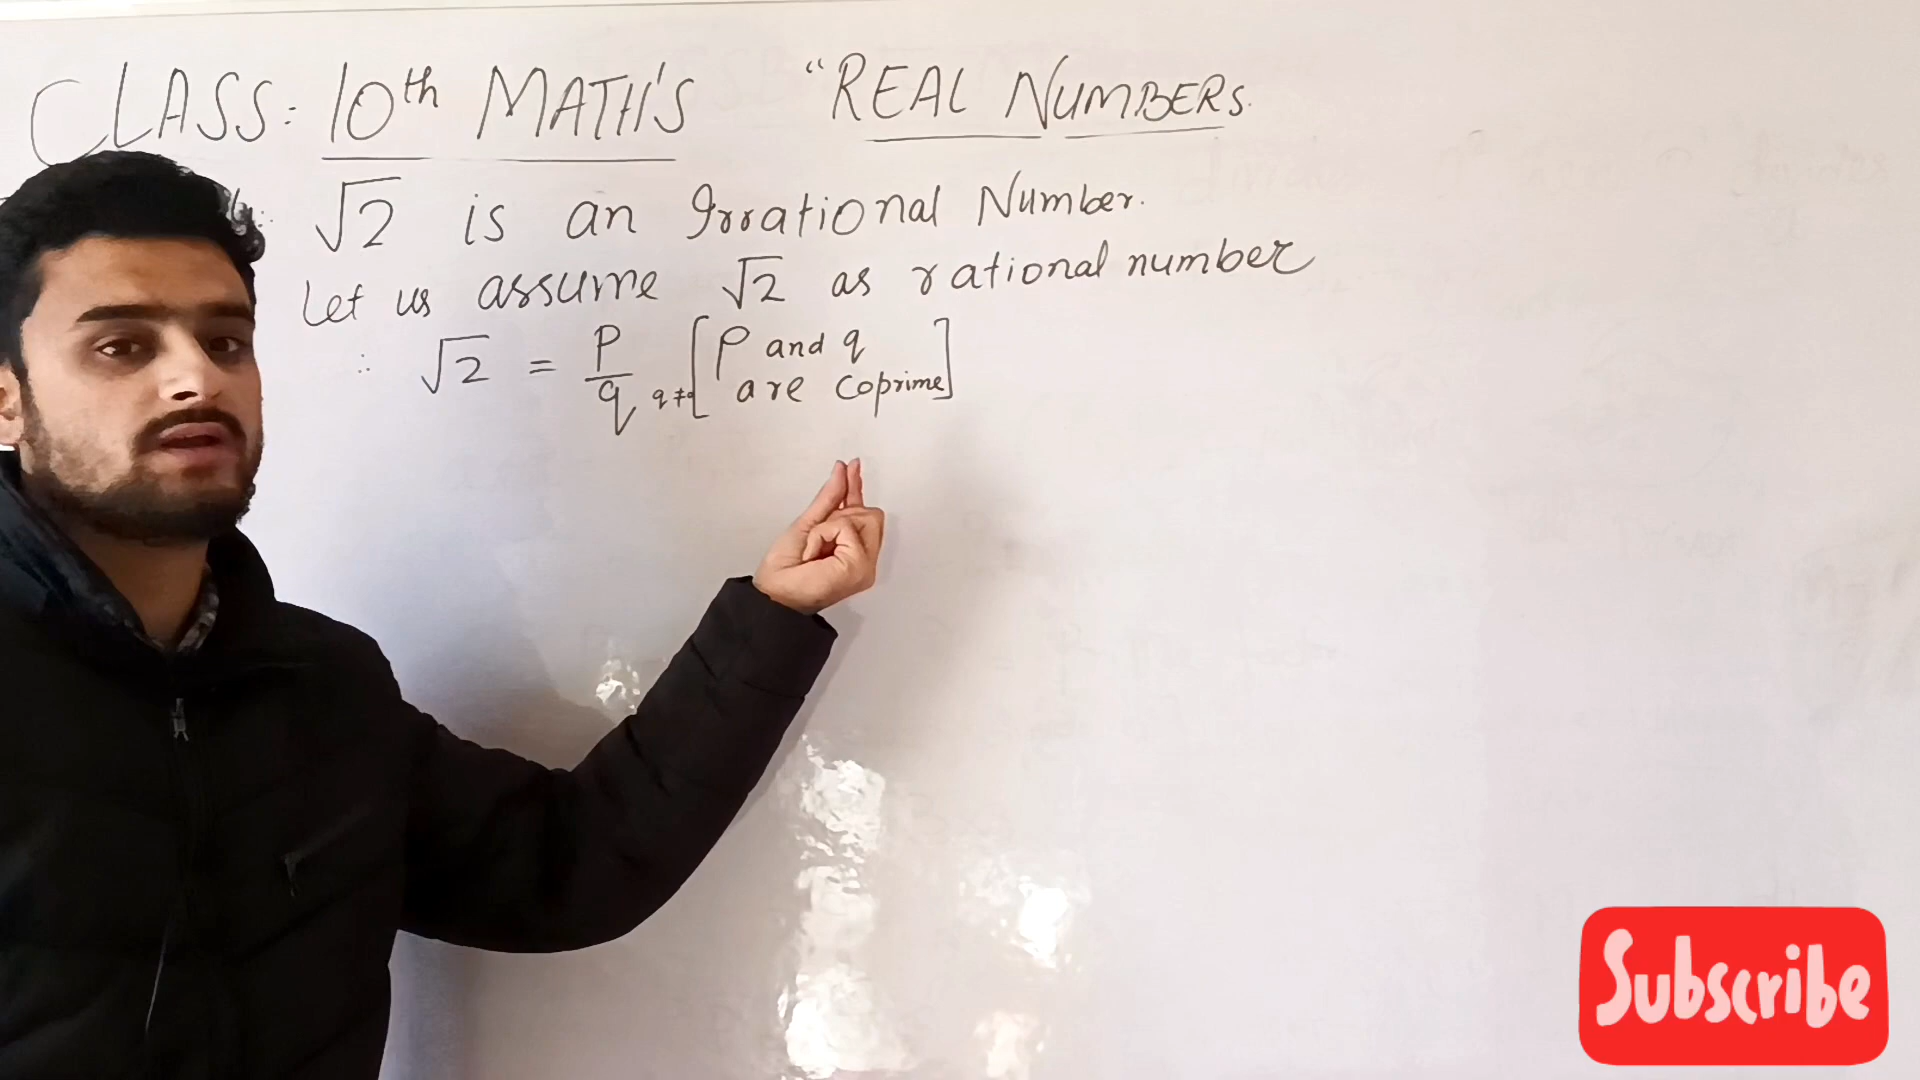 CLASS: 10th MATH'S "REAL NUMBERS.
√2 is an Irrational Number.
Let us assume √2 as rational number
∴ √2 = p/q q≠0 [p and q are coprime]
Subscribe